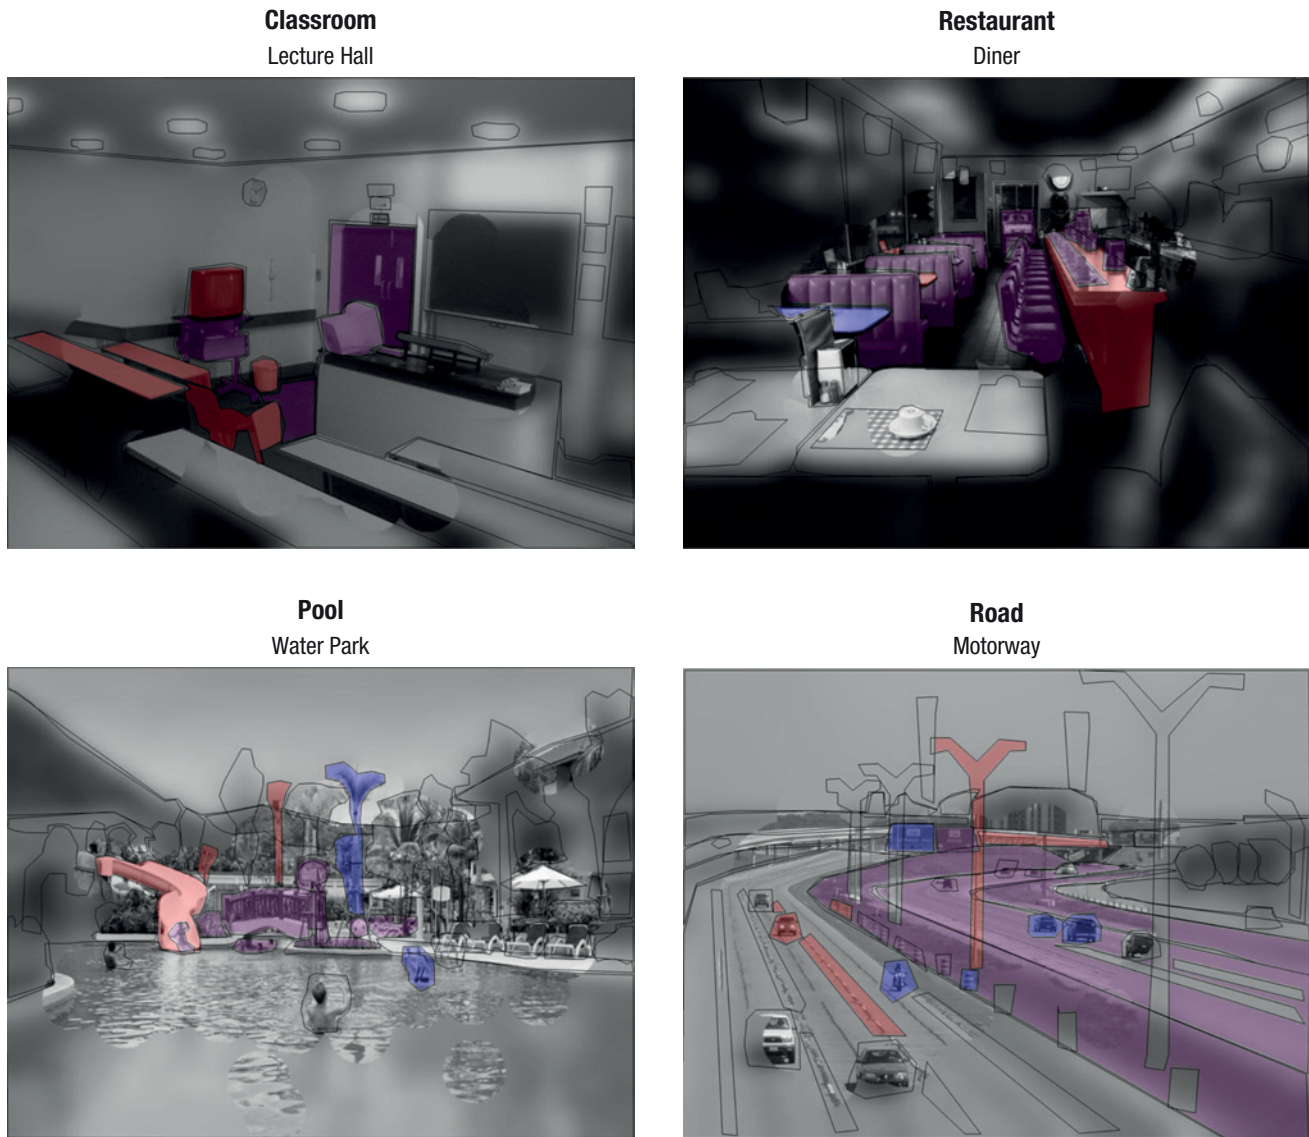 Classroom
Lecture Hall
Restaurant
Diner
Pool
Water Park
Road
Motorway